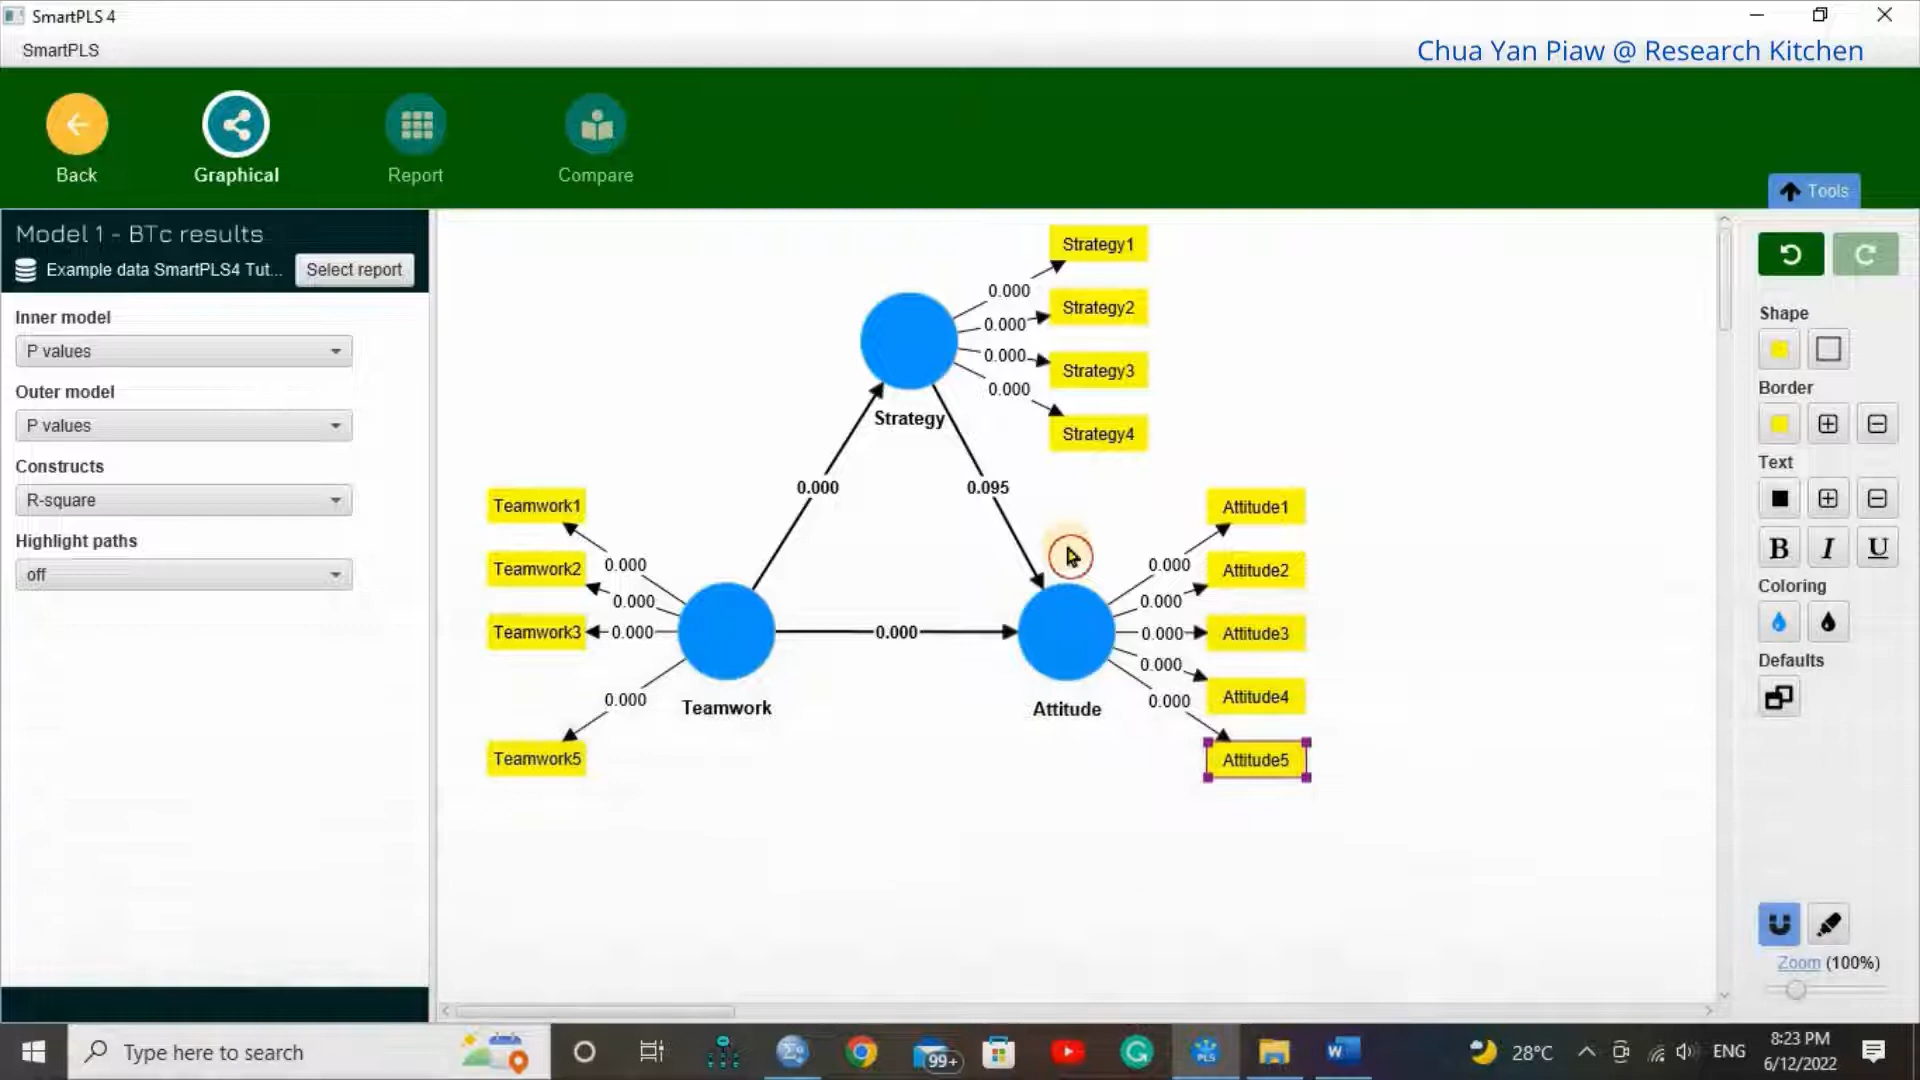 SmartPLS 4
SmartPLS
Chua Yan Piaw @ Research Kitchen
Back
Graphical
Report
Compare
Tools
Model 1 - BTc results
Example data SmartPLS4 Tut...
Select report
Inner model
P values
Outer model
P values
Constructs
R-square
Highlight paths
off
Strategy1
0.000
Strategy2
0.000
0.000
Strategy3
0.000
Strategy
Strategy4
0.000
0.095
Teamwork1
0.000
Teamwork2
0.000
Teamwork3
0.000
0.000
Teamwork5
Teamwork
0.000
Attitude1
0.000
Attitude2
0.000
0.000
Attitude3
0.000
Attitude4
0.000
Attitude
Attitude5
Shape
Border
Text
B I U
Coloring
Defaults
Zoom (100%)
Type here to search
99+
PLS
W
28°C
ENG
8:23 PM
6/12/2022